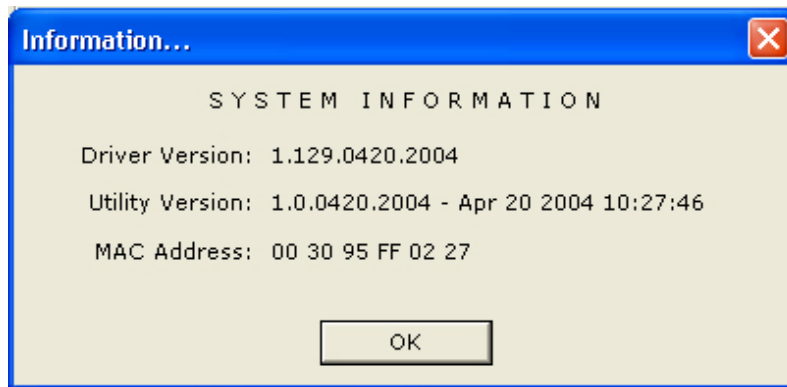 Information...
SYSTEM INFORMATION
Driver Version: 1.129.0420.2004
Utility Version: 1.0.0420.2004 - Apr 20 2004 10:27:46
MAC Address: 00 30 95 FF 02 27
OK